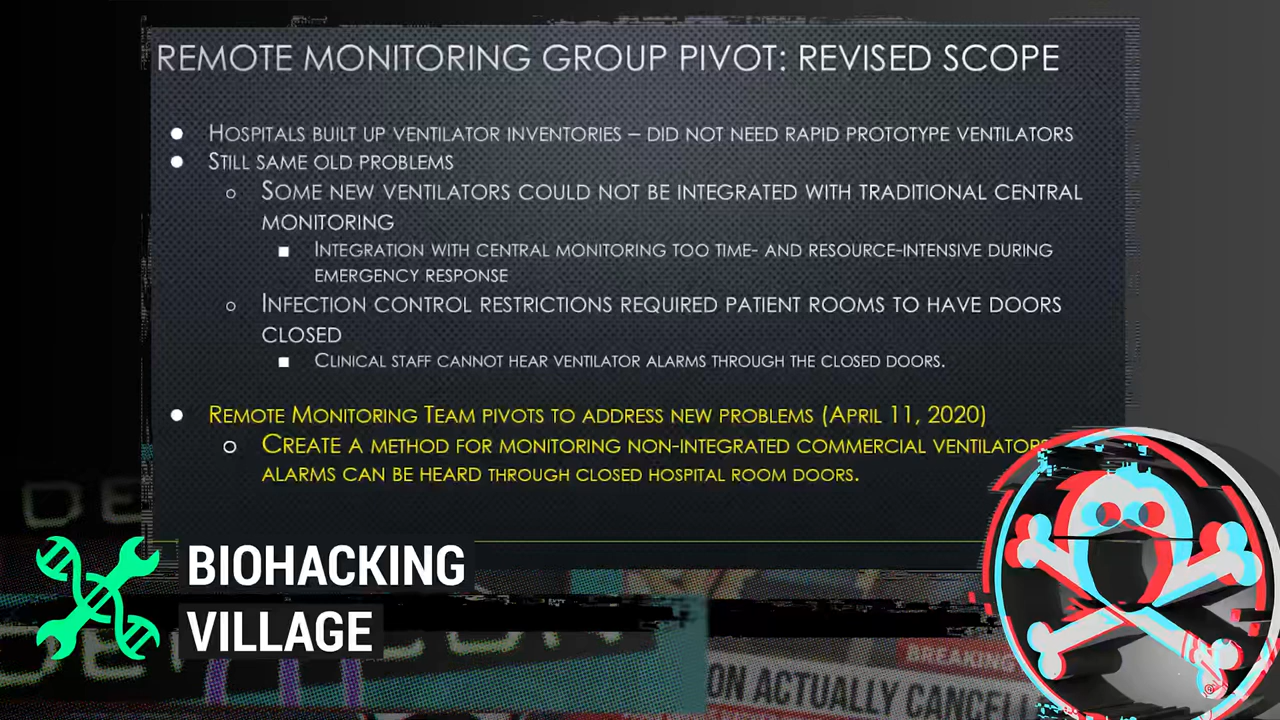 REMOTE MONITORING GROUP PIVOT: REVISED SCOPE
● HOSPITALS BUILT UP VENTILATOR INVENTORIES – DID NOT NEED RAPID PROTOTYPE VENTILATORS
● STILL SAME OLD PROBLEMS
○ SOME NEW VENTILATORS COULD NOT BE INTEGRATED WITH TRADITIONAL CENTRAL
MONITORING
■ INTEGRATION WITH CENTRAL MONITORING TOO TIME- AND RESOURCE-INTENSIVE DURING
EMERGENCY RESPONSE
○ INFECTION CONTROL RESTRICTIONS REQUIRED PATIENT ROOMS TO HAVE DOORS
CLOSED
■ CLINICAL STAFF CANNOT HEAR VENTILATOR ALARMS THROUGH THE CLOSED DOORS.
● REMOTE MONITORING TEAM PIVOTS TO ADDRESS NEW PROBLEMS (APRIL 11, 2020)
○ CREATE A METHOD FOR MONITORING NON-INTEGRATED COMMERCIAL VENTILATORS
ALARMS CAN BE HEARD THROUGH CLOSED HOSPITAL ROOM DOORS.
BIOHACKING
VILLAGE
BREAKING
ON ACTUALLY CANCELL